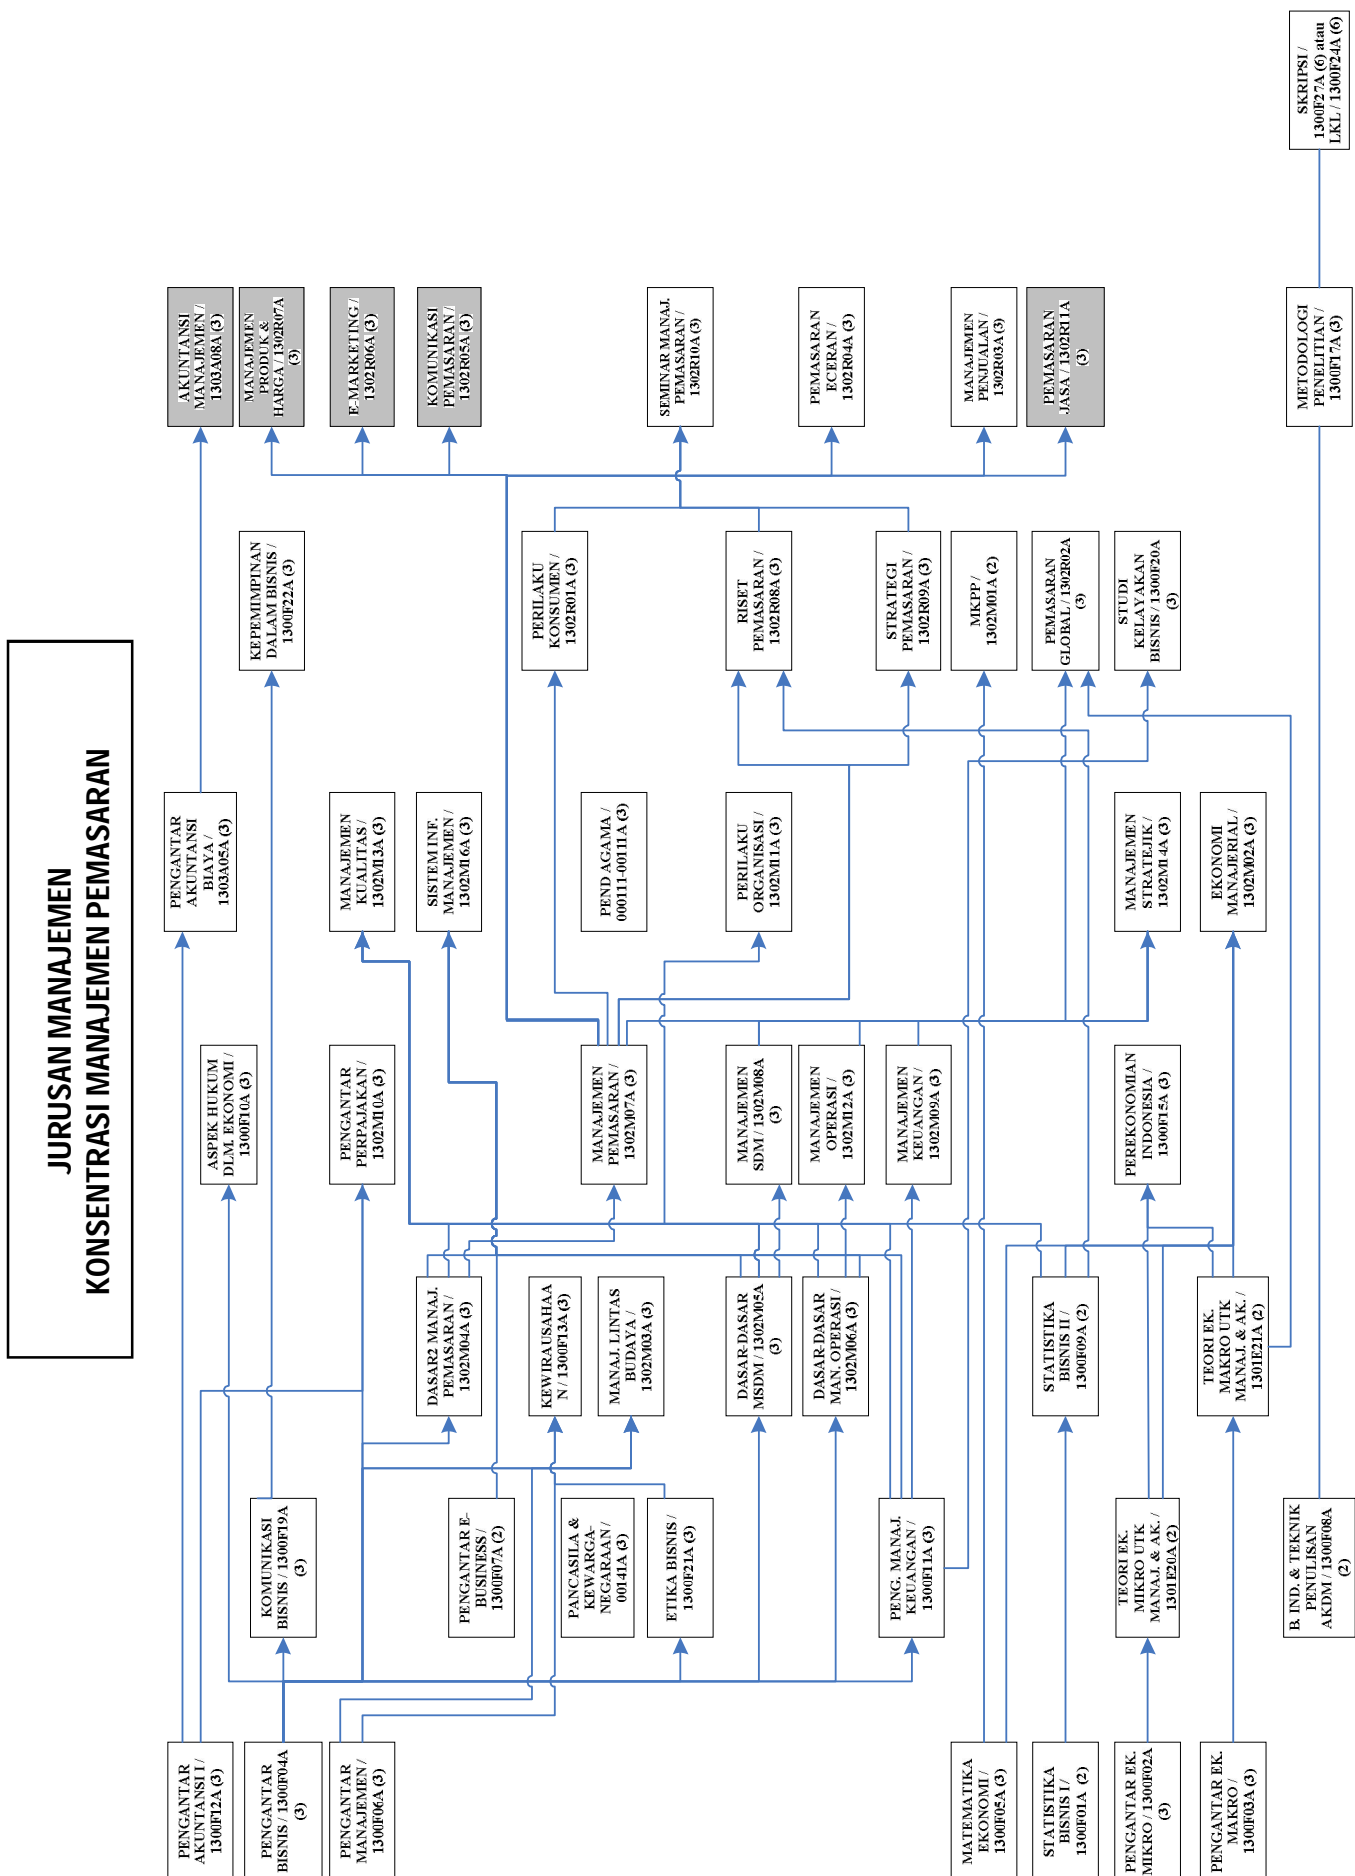 JURUSAN MANAJEMEN
KONSENTRASI MANAJEMEN PEMASARAN
PENGANTAR
AKUNTANSI I /
1300F12A (3)
PENGANTAR
BISNIS / 1300F04A
(3)
PENGANTAR
MANAJEMEN/
1300F06A (3)
MATEMATIKA
EKONOMI /
1300F05A (3)
STATISTIKA
BISNIS I /
1300F01A (2)
PENGANTAR EK.
MIKRO / 1300F02A
(3)
PENGANTAR EK.
MAKRO /
1300F03A (3)
KOMUNIKASI
BISNIS / 1300F19A
(3)
PENGANTAR E-
BUSINESS /
1300F07A (2)
PANCASILA &
KEWARGA-
NEGARAAN /
00141A (3)
ETIKA BISNIS /
1300F21A (3)
PENG. MANAJ.
KEUANGAN /
1300F11A (3)
TEORI EK.
MIKRO UTK
MANAJ. & AK. /
1301E20A (2)
B. IND. & TEKNIK
PENULISAN
AKDM / 1300F08A
(2)
DASAR2 MANAJ.
PEMASARAN /
1302M04A (3)
KEWIRAUSAHAA
N / 1300F13A (3)
MANAJ. LINTAS
BUDAYA /
1302M03A (3)
DASAR-DASAR
MSDM / 1302M05A
(3)
DASAR-DASAR
MAN. OPERASI /
1302M06A (3)
STATISTIKA
BISNIS II /
1300F09A (2)
TEORI EK.
MAKRO UTK
MANAJ. & AK. /
1301E21A (2)
ASPEK HUKUM
DLM. EKONOMI /
1300F10A (3)
PENGANTAR
PERPAJAKAN /
1302M10A (3)
MANAJEMEN
PEMASARAN /
1302M07A (3)
MANAJEMEN
SDM / 1302M08A
(3)
MANAJEMEN
OPERASI /
1302M12A (3)
MANAJEMEN
KEUANGAN /
1302M09A (3)
PEREKONOMIAN
INDONESIA /
1300F15A (3)
PENGANTAR
AKUNTANSI
BIAYA /
1303A05A (3)
MANAJEMEN
KUALITAS /
1302M13A (3)
SISTEM INF.
MANAJEMEN /
1302M16A (3)
PEND AGAMA /
000111-00111A (3)
PERILAKU
ORGANISASI /
1302M11A (3)
MANAJEMEN
STRATEJIK /
1302M14A (3)
EKONOMI
MANAJERIAL /
1302M02A (3)
KEPEMIMPINAN
DALAM BISNIS /
1300F22A (3)
PERILAKU
KONSUMEN /
1302R01A (3)
RISET
PEMASARAN /
1302R08A (3)
STRATEGI
PEMASARAN /
1302R09A (3)
MKPP /
1302M01A (2)
PEMASARAN
GLOBAL / 1302R02A
(3)
STUDI
KELAYAKAN
BISNIS / 1300F20A
(3)
AKUNTANSI
MANAJEMEN /
1303A08A (3)
MANAJEMEN
PRODUK &
HARGA / 1302R07A
(3)
E-MARKETING /
1302R06A (3)
KOMUNIKASI
PEMASARAN /
1302R05A (3)
SEMINAR MANAJ.
PEMASARAN /
1302R10A (3)
PEMASARAN
ECERAN /
1302R04A (3)
MANAJEMEN
PENJUALAN /
1302R03A (3)
PEMASARAN
JASA / 1302R11A
(3)
METODOLOGI
PENELITIAN /
1300F17A (3)
SKRIPSI /
1300F27A (6) atau
LKL / 1300F24A (6)